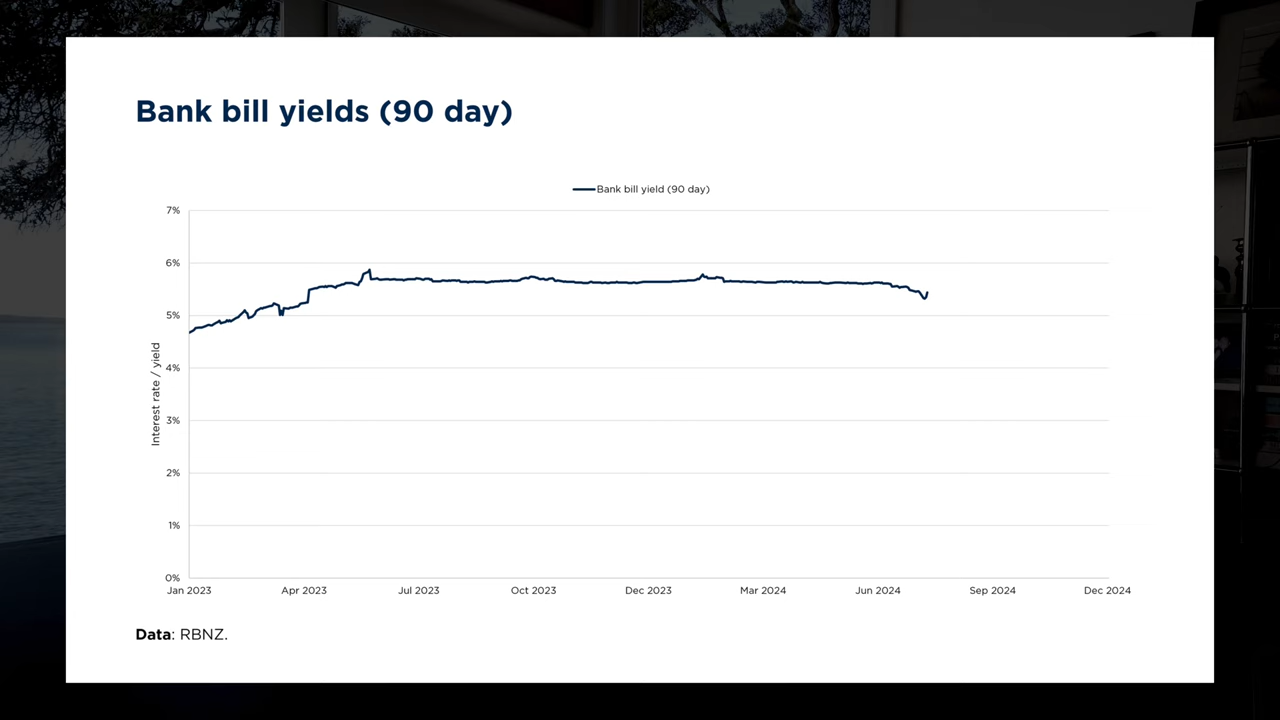 Bank bill yields (90 day)
Bank bill yield (90 day)
7%
6%
5%
4%
3%
2%
1%
0%
Interest rate / yield
Jan 2023 Apr 2023 Jul 2023 Oct 2023 Dec 2023 Mar 2024 Jun 2024 Sep 2024 Dec 2024
Data: RBNZ.